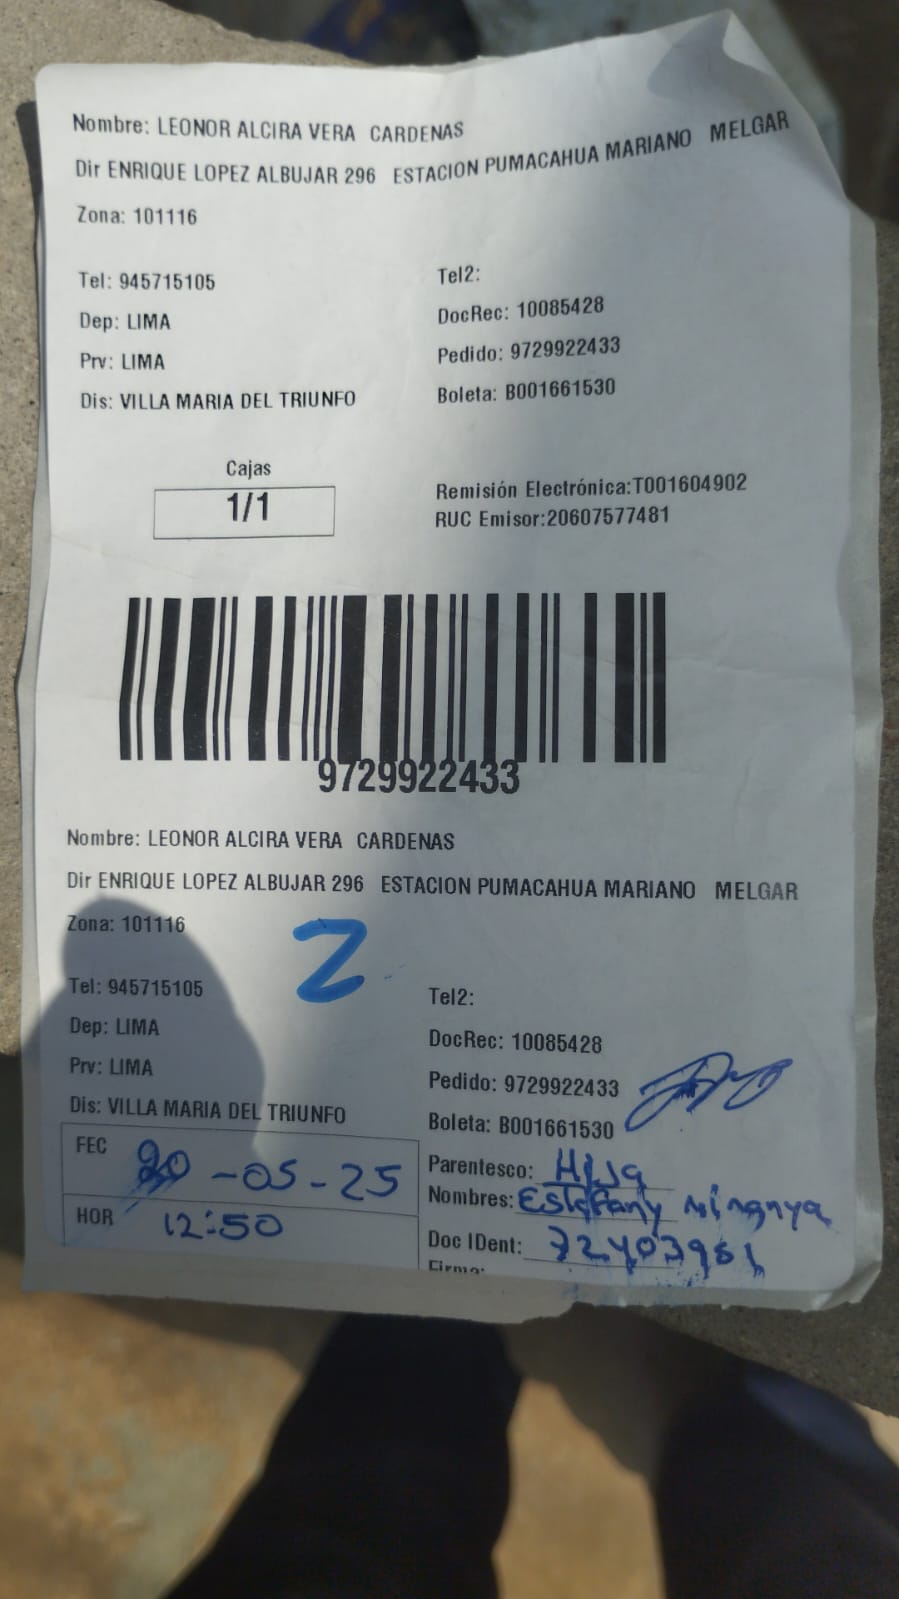 Nombre: LEONOR ALCIRA VERA CARDENAS
Dir ENRIQUE LOPEZ ALBUJAR 296 ESTACION PUMACAHUA MARIANO MELGAR
Zona: 101116
Tel: 945715105 Tel2:
Dep: LIMA DocRec: 10085428
Prv: LIMA Pedido: 9729922433
Dis: VILLA MARIA DEL TRIUNFO Boleta: B001661530
Cajas
1/1
Remisión Electrónica:T001604902
RUC Emisor:20607577481
9729922433
Nombre: LEONOR ALCIRA VERA CARDENAS
Dir ENRIQUE LOPEZ ALBUJAR 296 ESTACION PUMACAHUA MARIANO MELGAR
Zona: 101116
Z
Tel: 945715105 Tel2:
Dep: LIMA DocRec: 10085428
Prv: LIMA Pedido: 9729922433
Dis: VILLA MARIA DEL TRIUNFO Boleta: B001661530
FEC 20-05-25 Parentesco: Hija
Nombres: Estefany
HOR 12:50 Doc IDent:
Firma: